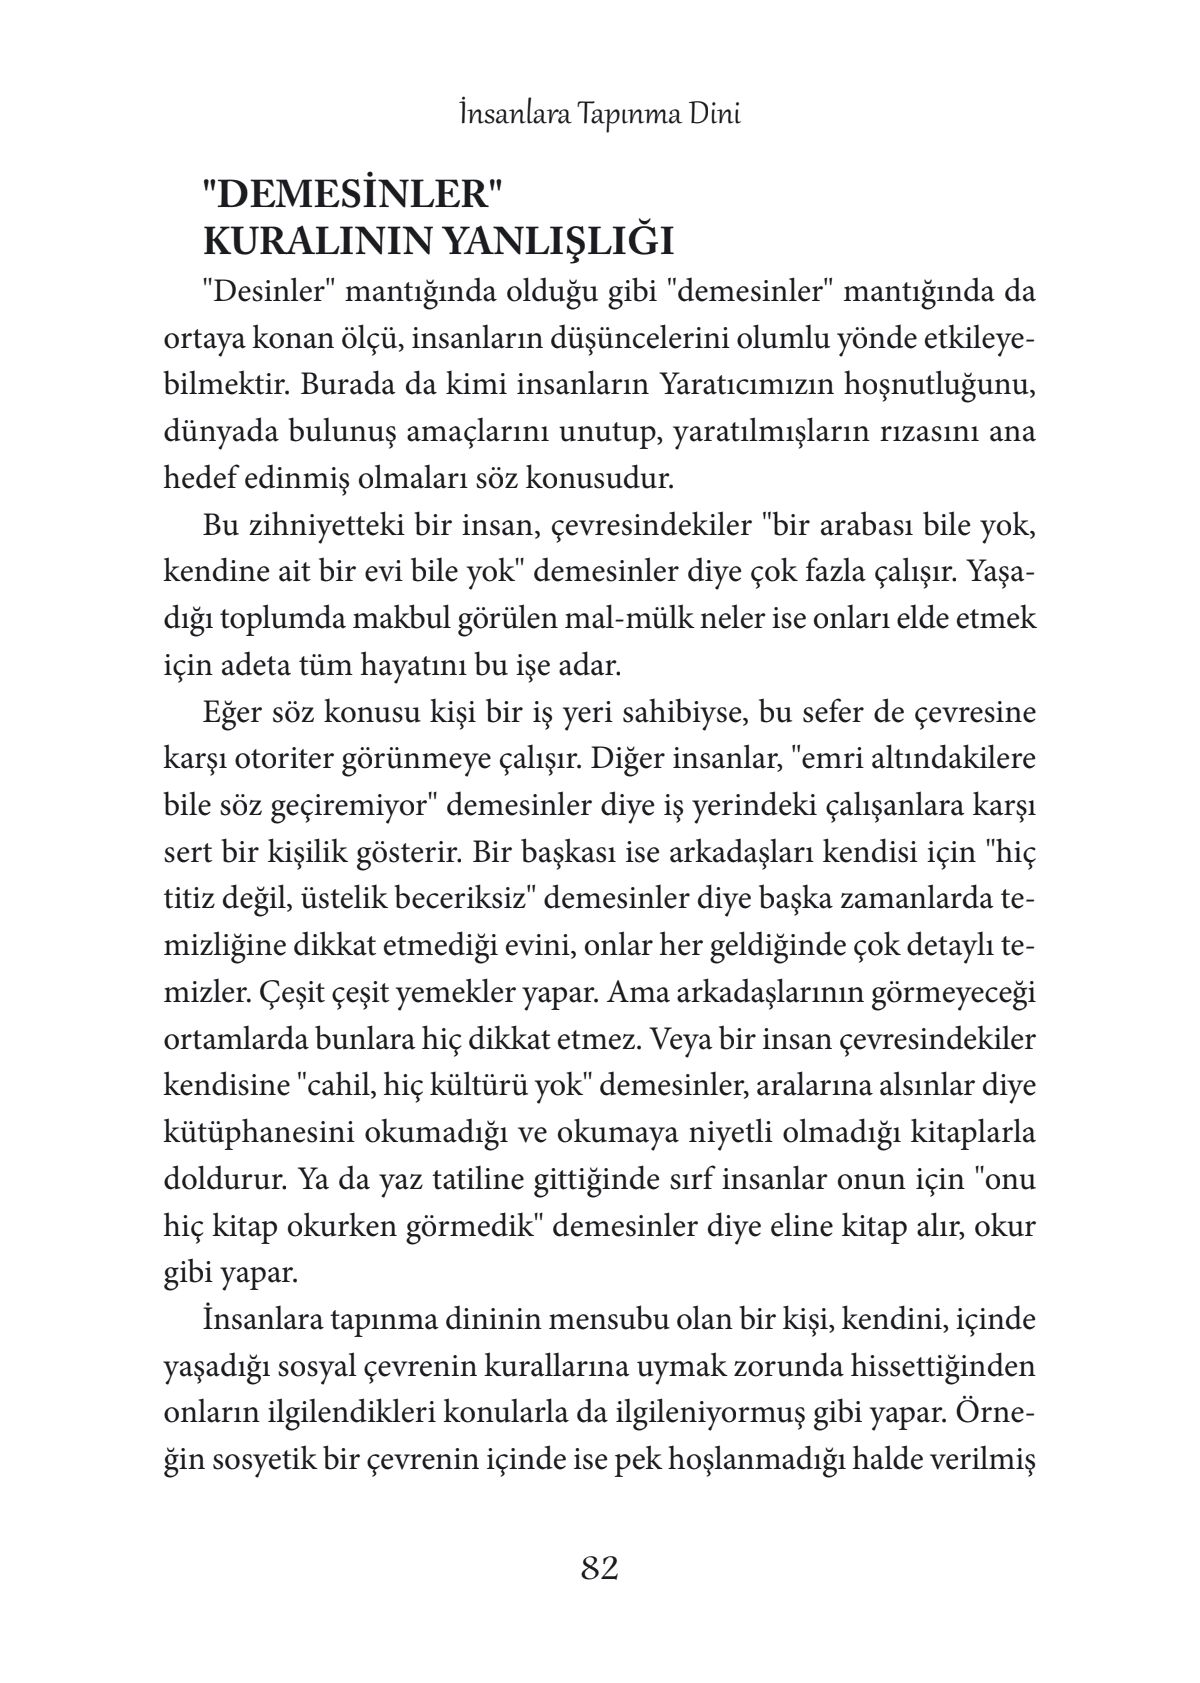 İnsanlara Tapınma Dini
"DEMESİNLER"
KURALININ YANLIŞLIĞI
"Desinler" mantığında olduğu gibi "demesinler" mantığında da
ortaya konan ölçü, insanların düşüncelerini olumlu yönde etkileye-
bilmektir. Burada da kimi insanların Yaratıcımızın hoşnutluğunu,
dünyada bulunuş amaçlarını unutup, yaratılmışların rızasını ana
hedef edinmiş olmaları söz konusudur.
Bu zihniyetteki bir insan, çevresindekiler "bir arabası bile yok,
kendine ait bir evi bile yok" demesinler diye çok fazla çalışır. Yaşa-
dığı toplumda makbul görülen mal-mülk neler ise onları elde etmek
için adeta tüm hayatını bu işe adar.
Eğer söz konusu kişi bir iş yeri sahibiyse, bu sefer de çevresine
karşı otoriter görünmeye çalışır. Diğer insanlar, "emri altındakilere
bile söz geçiremiyor" demesinler diye iş yerindeki çalışanlara karşı
sert bir kişilik gösterir. Bir başkası ise arkadaşları kendisi için "hiç
titiz değil, üstelik beceriksiz" demesinler diye başka zamanlarda te-
mizliğine dikkat etmediği evini, onlar her geldiğinde çok detaylı te-
mizler. Çeşit çeşit yemekler yapar. Ama arkadaşlarının görmeyeceği
ortamlarda bunlara hiç dikkat etmez. Veya bir insan çevresindekiler
kendisine "cahil, hiç kültürü yok" demesinler, aralarına alsınlar diye
kütüphanesini okumadığı ve okumaya niyetli olmadığı kitaplarla
doldurur. Ya da yaz tatiline gittiğinde sırf insanlar onun için "onu
hiç kitap okurken görmedik" demesinler diye eline kitap alır, okur
gibi yapar.
İnsanlara tapınma dininin mensubu olan bir kişi, kendini, içinde
yaşadığı sosyal çevrenin kurallarına uymak zorunda hissettiğinden
onların ilgilendikleri konularla da ilgileniyormuş gibi yapar. Örne-
ğin sosyetik bir çevrenin içinde ise pek hoşlanmadığı halde verilmiş
82